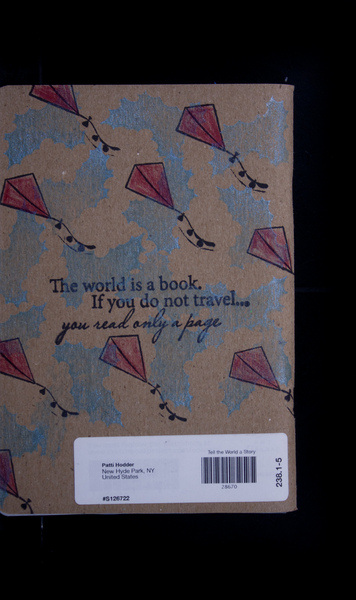 The world is a book.
If you do not travel...
you read only a page
Patti Hodder
New Hyde Park, NY
United States
#S126722
Tell the World a Story
28670
238.1-5